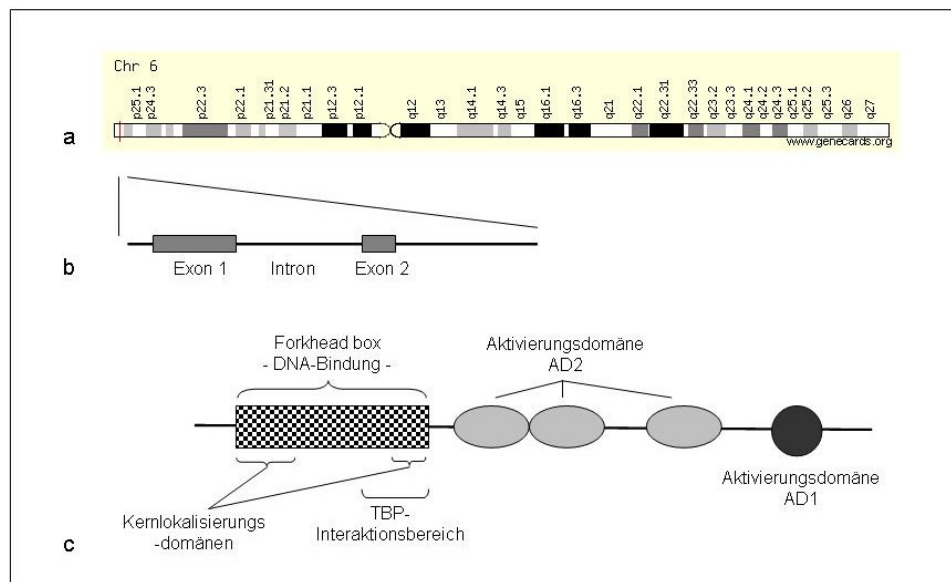 Chr 6
p25.1
p24.3
p22.3
p22.1
p21.31
p21.2
p21.1
p12.3
p12.1
q12
q13
q14.1
q14.3
q15
q16.1
q16.3
q21
q22.1
q22.31
q22.33
q23.2
q23.3
q24.1
q24.2
q24.3
q25.1
q25.2
q25.3
q26
q27
a
www.genecards.org
b
Exon 1
Intron
Exon 2
Forkhead box
- DNA-Bindung -
Aktivierungsdomäne
AD2
Aktivierungsdomäne
AD1
Kernlokalisierungs
-domänen
TBP-
Interaktionsbereich
c